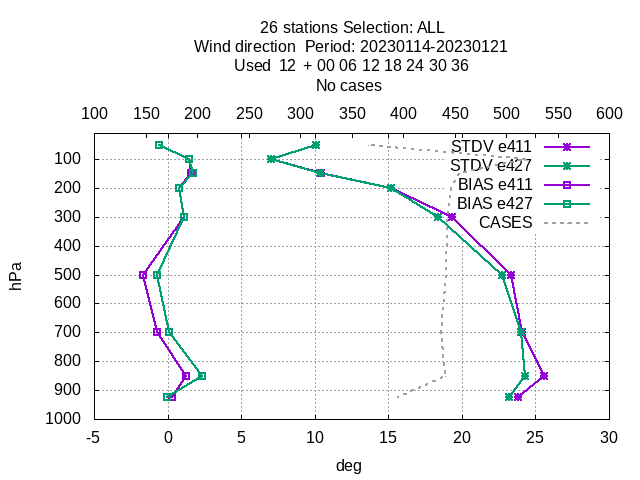 26 stations Selection: ALL
Wind direction  Period: 20230114-20230121
Used  12  + 00 06 12 18 24 30 36
No cases
100 150 200 250 300 350 400 450 500 550 600
STDV e411
STDV e427
BIAS e411
BIAS e427
CASES
100
200
300
400
500
600
700
800
900
1000
hPa
-5 0 5 10 15 20 25 30
deg